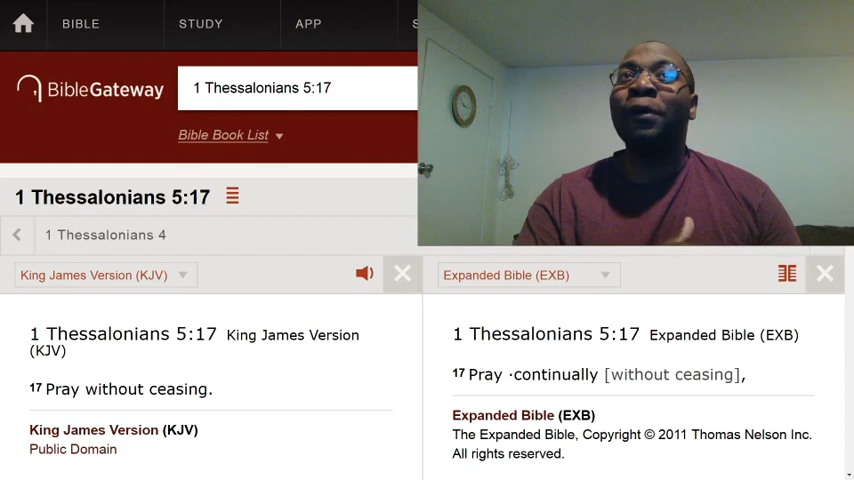 BIBLE STUDY APP
BibleGateway
1 Thessalonians 5:17
Bible Book List
1 Thessalonians 5:17
1 Thessalonians 4
King James Version (KJV)
1 Thessalonians 5:17 King James Version
(KJV)
17 Pray without ceasing.
King James Version (KJV)
Public Domain
Expanded Bible (EXB)
1 Thessalonians 5:17 Expanded Bible (EXB)
17 Pray ·continually [without ceasing],
Expanded Bible (EXB)
The Expanded Bible, Copyright © 2011 Thomas Nelson Inc.
All rights reserved.